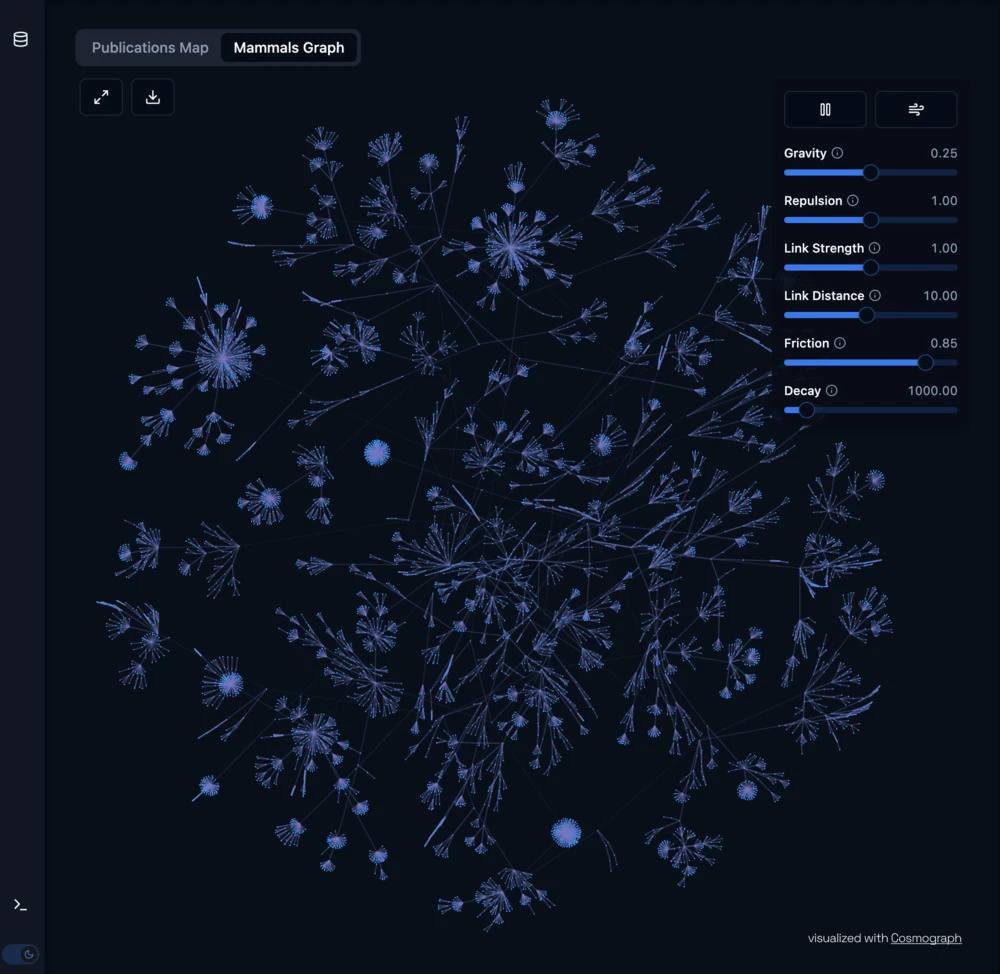 Publications Map
Mammals Graph
Gravity 0.25
Repulsion 1.00
Link Strength 1.00
Link Distance 10.00
Friction 0.85
Decay 1000.00
visualized with Cosmograph